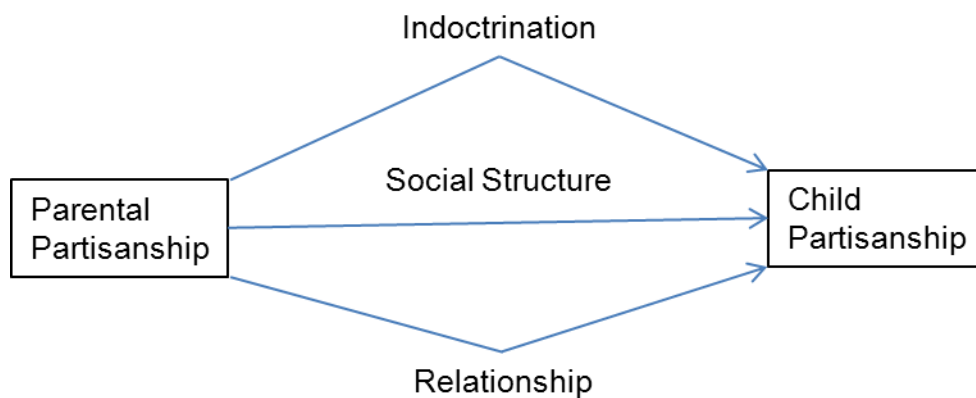 Indoctrination
Social Structure
Parental
Partisanship
Child
Partisanship
Relationship